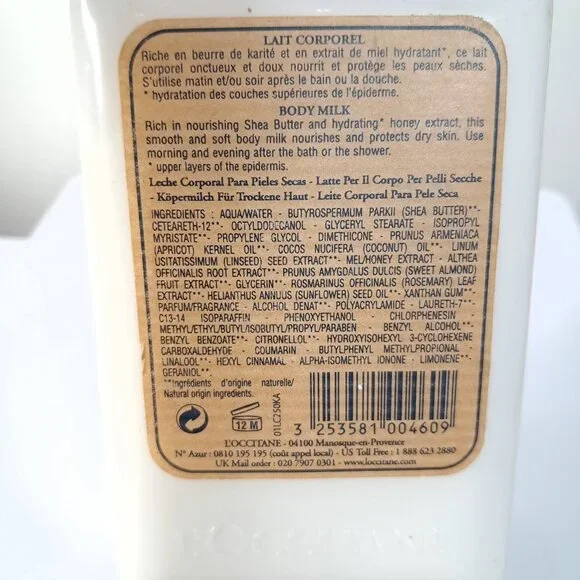 LAIT CORPOREL
Riche en beurre de karité et en extrait de miel hydratant*, ce lait
corporel onctueux et doux nourrit et protège les peaux sèches.
S'utilise matin et/ou soir après le bain ou la douche.
* hydratation des couches supérieures de l'épiderme.
BODY MILK
Rich in nourishing Shea Butter and hydrating* honey extract, this
smooth and soft body milk nourishes and protects dry skin. Use
morning and evening after the bath or the shower.
* upper layers of the epidermis.
Leche Corporal Para Pieles Secas - Latte Per Il Corpo Per Pelli Secche
- Köpermilch Für Trockene Haut - Leite Corporal Para Pele Seca
INGREDIENTS : AQUA/WATER - BUTYROSPERMUM PARKII (SHEA BUTTER)**-
CETEARETH-12**- OCTYLDODECANOL - GLYCERYL STEARATE - ISOPROPYL
MYRISTATE**- PROPYLENE GLYCOL - DIMETHICONE - PRUNUS ARMENIACA
(APRICOT) KERNEL OIL**- COCOS NUCIFERA (COCONUT) OIL**- LINUM
USITATISSIMUM (LINSEED) SEED EXTRACT**- MEL/HONEY EXTRACT - ALTHEA
OFFICINALIS ROOT EXTRACT**- PRUNUS AMYGDALUS DULCIS (SWEET ALMOND)
FRUIT EXTRACT**- GLYCERIN**- ROSMARINUS OFFICINALIS (ROSEMARY) LEAF
EXTRACT**- HELIANTHUS ANNUUS (SUNFLOWER) SEED OIL**- XANTHAN GUM**-
PARFUM/FRAGRANCE - ALCOHOL DENAT**- POLYACRYLAMIDE - LAURETH-7**-
C13-14 ISOPARAFFIN - PHENOXYETHANOL - CHLORPHENESIN
METHYL/ETHYL/BUTYL/ISOBUTYL/PROPYL/PARABEN - BENZYL ALCOHOL**-
BENZYL BENZOATE**- CITRONELLOL**- HYDROXYISOHEXYL 3-CYCLOHEXENE
CARBOXALDEHYDE - COUMARIN - BUTYLPHENYL METHYLPROPIONAL -
LINALOOL**- HEXYL CINNAMAL - ALPHA-ISOMETHYL IONONE - LIMONENE**-
GERANIOL**.
**Ingrédients d'origine naturelle/
Natural origin ingredients.
12 M
01LC250KA
3 253581 004609
L'OCCITANE - 04100 Manosque-en-Provence
N° Azur : 0810 195 195 (coût appel local) - US Toll Free : 1 888 623 2880
UK Mail order : 020 7907 0301 - www.loccitane.com
L'OCCITANE